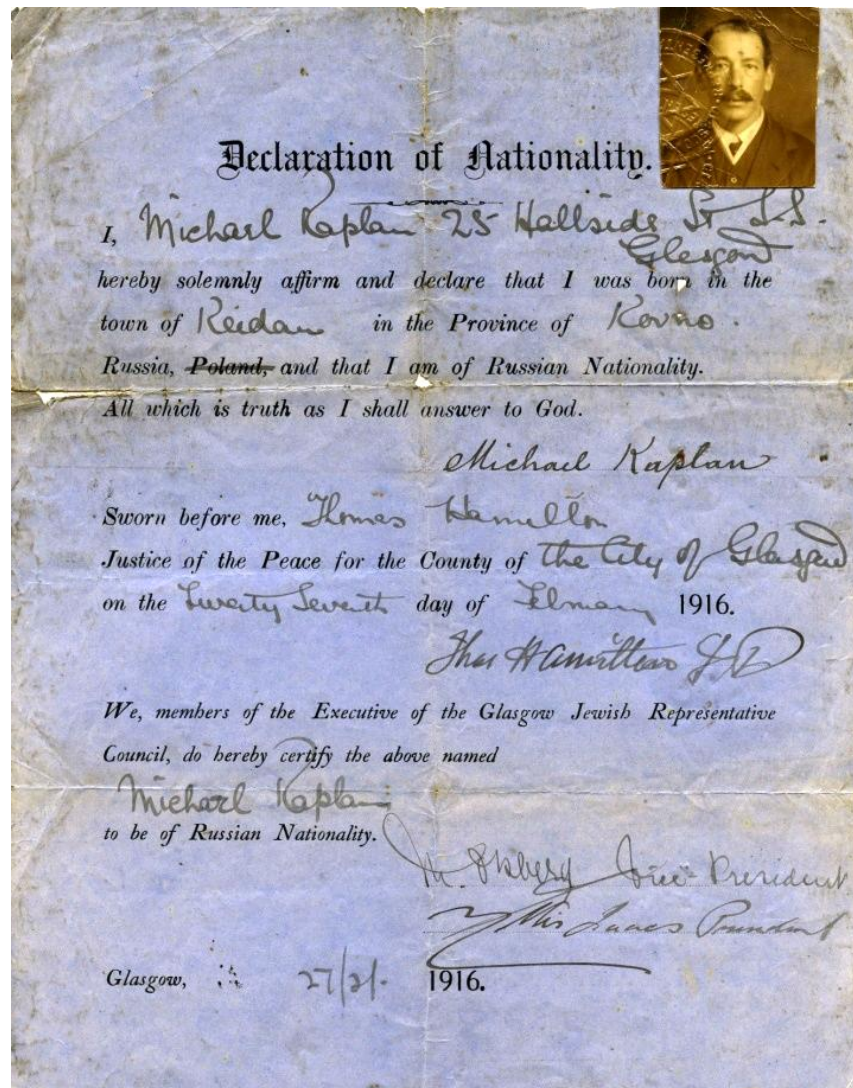 Declaration of Nationality.
I, Michael Kaplan 25 Hallside St S.S.
Glasgow
hereby solemnly affirm and declare that I was born in the
town of Keidan in the Province of Kovno.
Russia, Poland, and that I am of Russian Nationality.
All which is truth as I shall answer to God.
Michael Kaplan
Sworn before me, Thomas Hamilton
Justice of the Peace for the County of the City of Glasgow
on the Twenty Seventh day of February 1916.
Thos Hamilton J.P.
We, members of the Executive of the Glasgow Jewish Representative
Council, do hereby certify the above named
Michael Kaplan
to be of Russian Nationality.
M. Vice-President
Isaacs President
Glasgow, 27/2/. 1916.